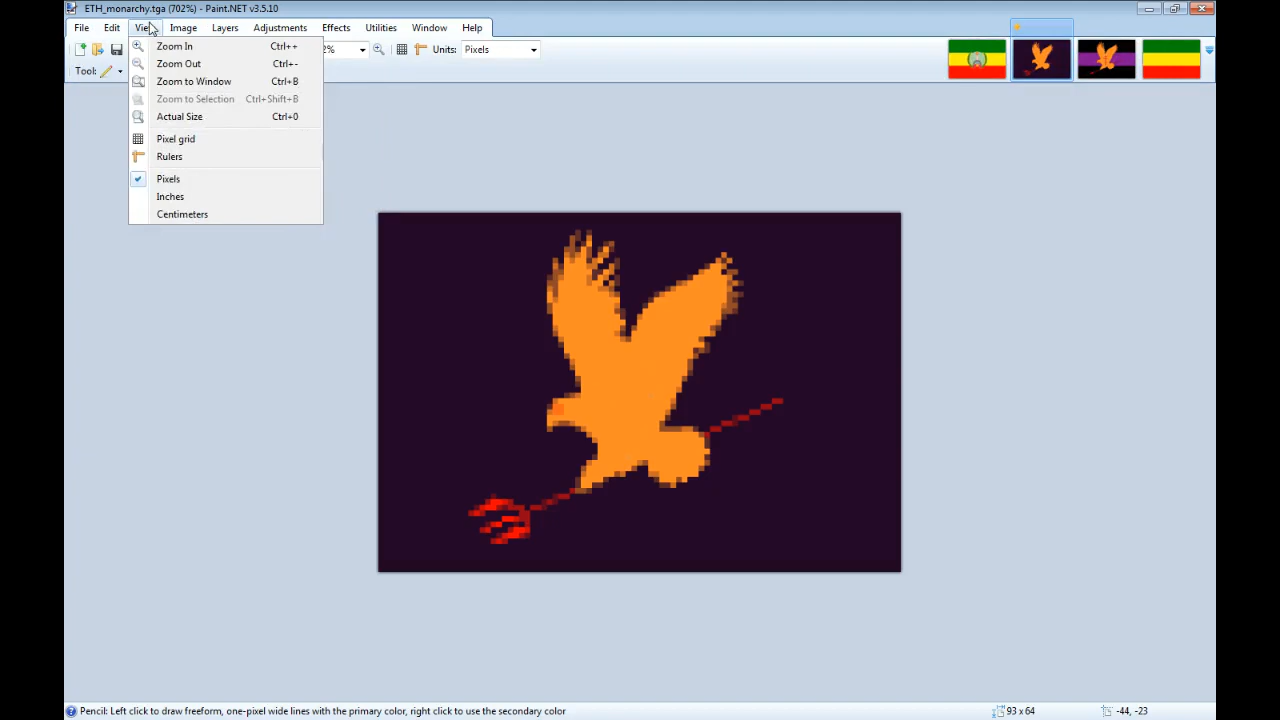 ETH_monarchy.tga (702%) - Paint.NET v3.5.10
File Edit View Image Layers Adjustments Effects Utilities Window Help
2% Units: Pixels
Tool:
Zoom In Ctrl++
Zoom Out Ctrl+-
Zoom to Window Ctrl+B
Zoom to Selection Ctrl+Shift+B
Actual Size Ctrl+0
Pixel grid
Rulers
Pixels
Inches
Centimeters
Pencil: Left click to draw freeform, one-pixel wide lines with the primary color, right click to use the secondary color
93 x 64
-44, -23